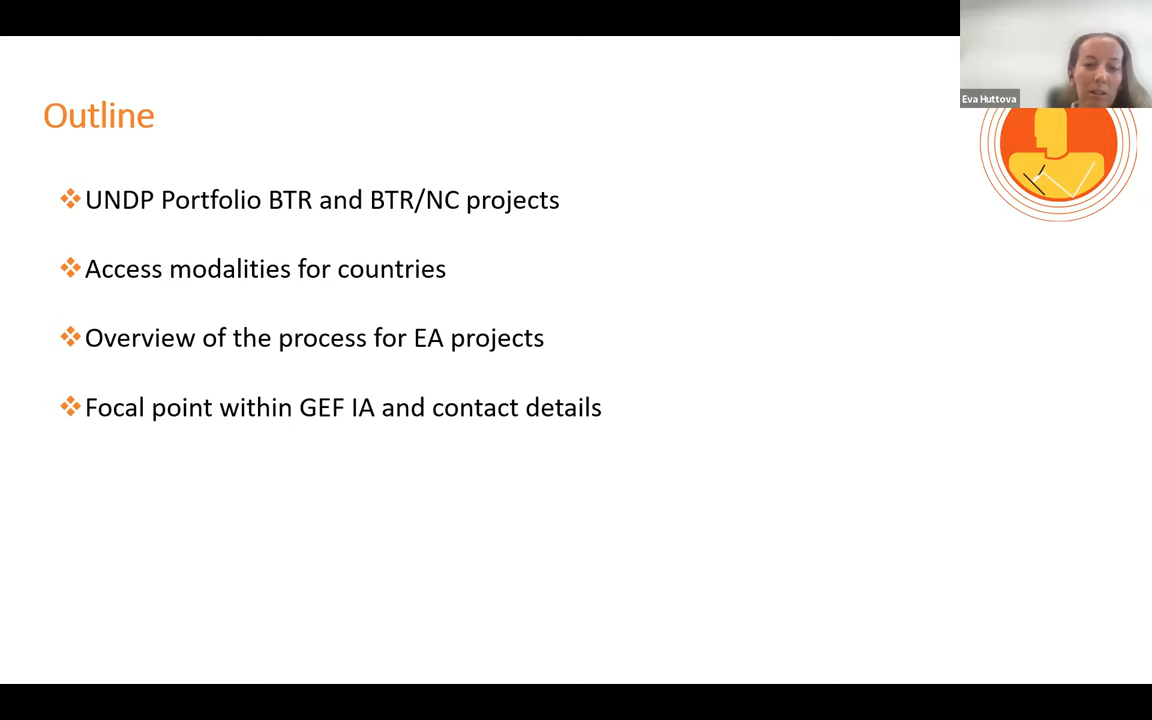 Eva Huttova
Outline
UNDP Portfolio BTR and BTR/NC projects
Access modalities for countries
Overview of the process for EA projects
Focal point within GEF IA and contact details